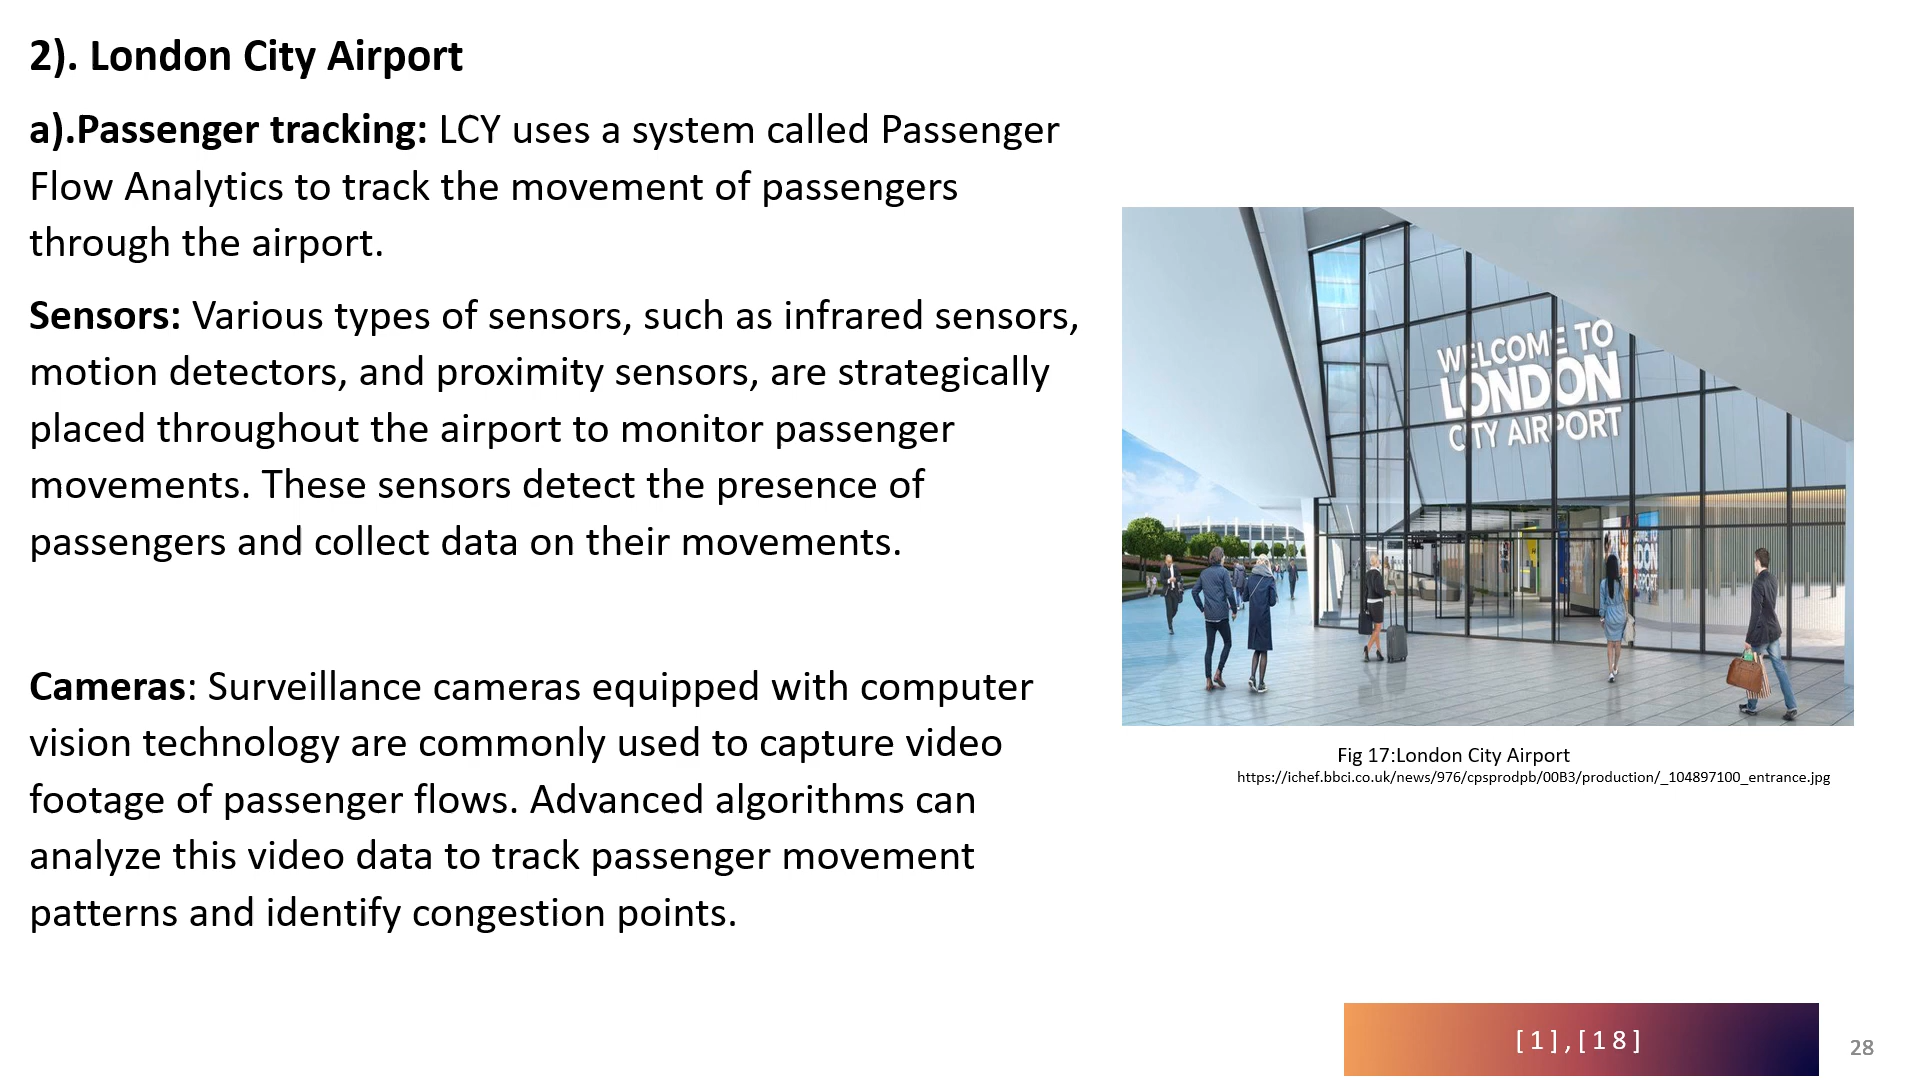 2). London City Airport
a).Passenger tracking: LCY uses a system called Passenger
Flow Analytics to track the movement of passengers
through the airport.
Sensors: Various types of sensors, such as infrared sensors,
motion detectors, and proximity sensors, are strategically
placed throughout the airport to monitor passenger
movements. These sensors detect the presence of
passengers and collect data on their movements.
Cameras: Surveillance cameras equipped with computer
vision technology are commonly used to capture video
footage of passenger flows. Advanced algorithms can
analyze this video data to track passenger movement
patterns and identify congestion points.
WELCOME TO
LONDON
CITY AIRPORT
Fig 17:London City Airport
https://ichef.bbci.co.uk/news/976/cpsprodpb/00B3/production/_104897100_entrance.jpg
[1],[18]
28